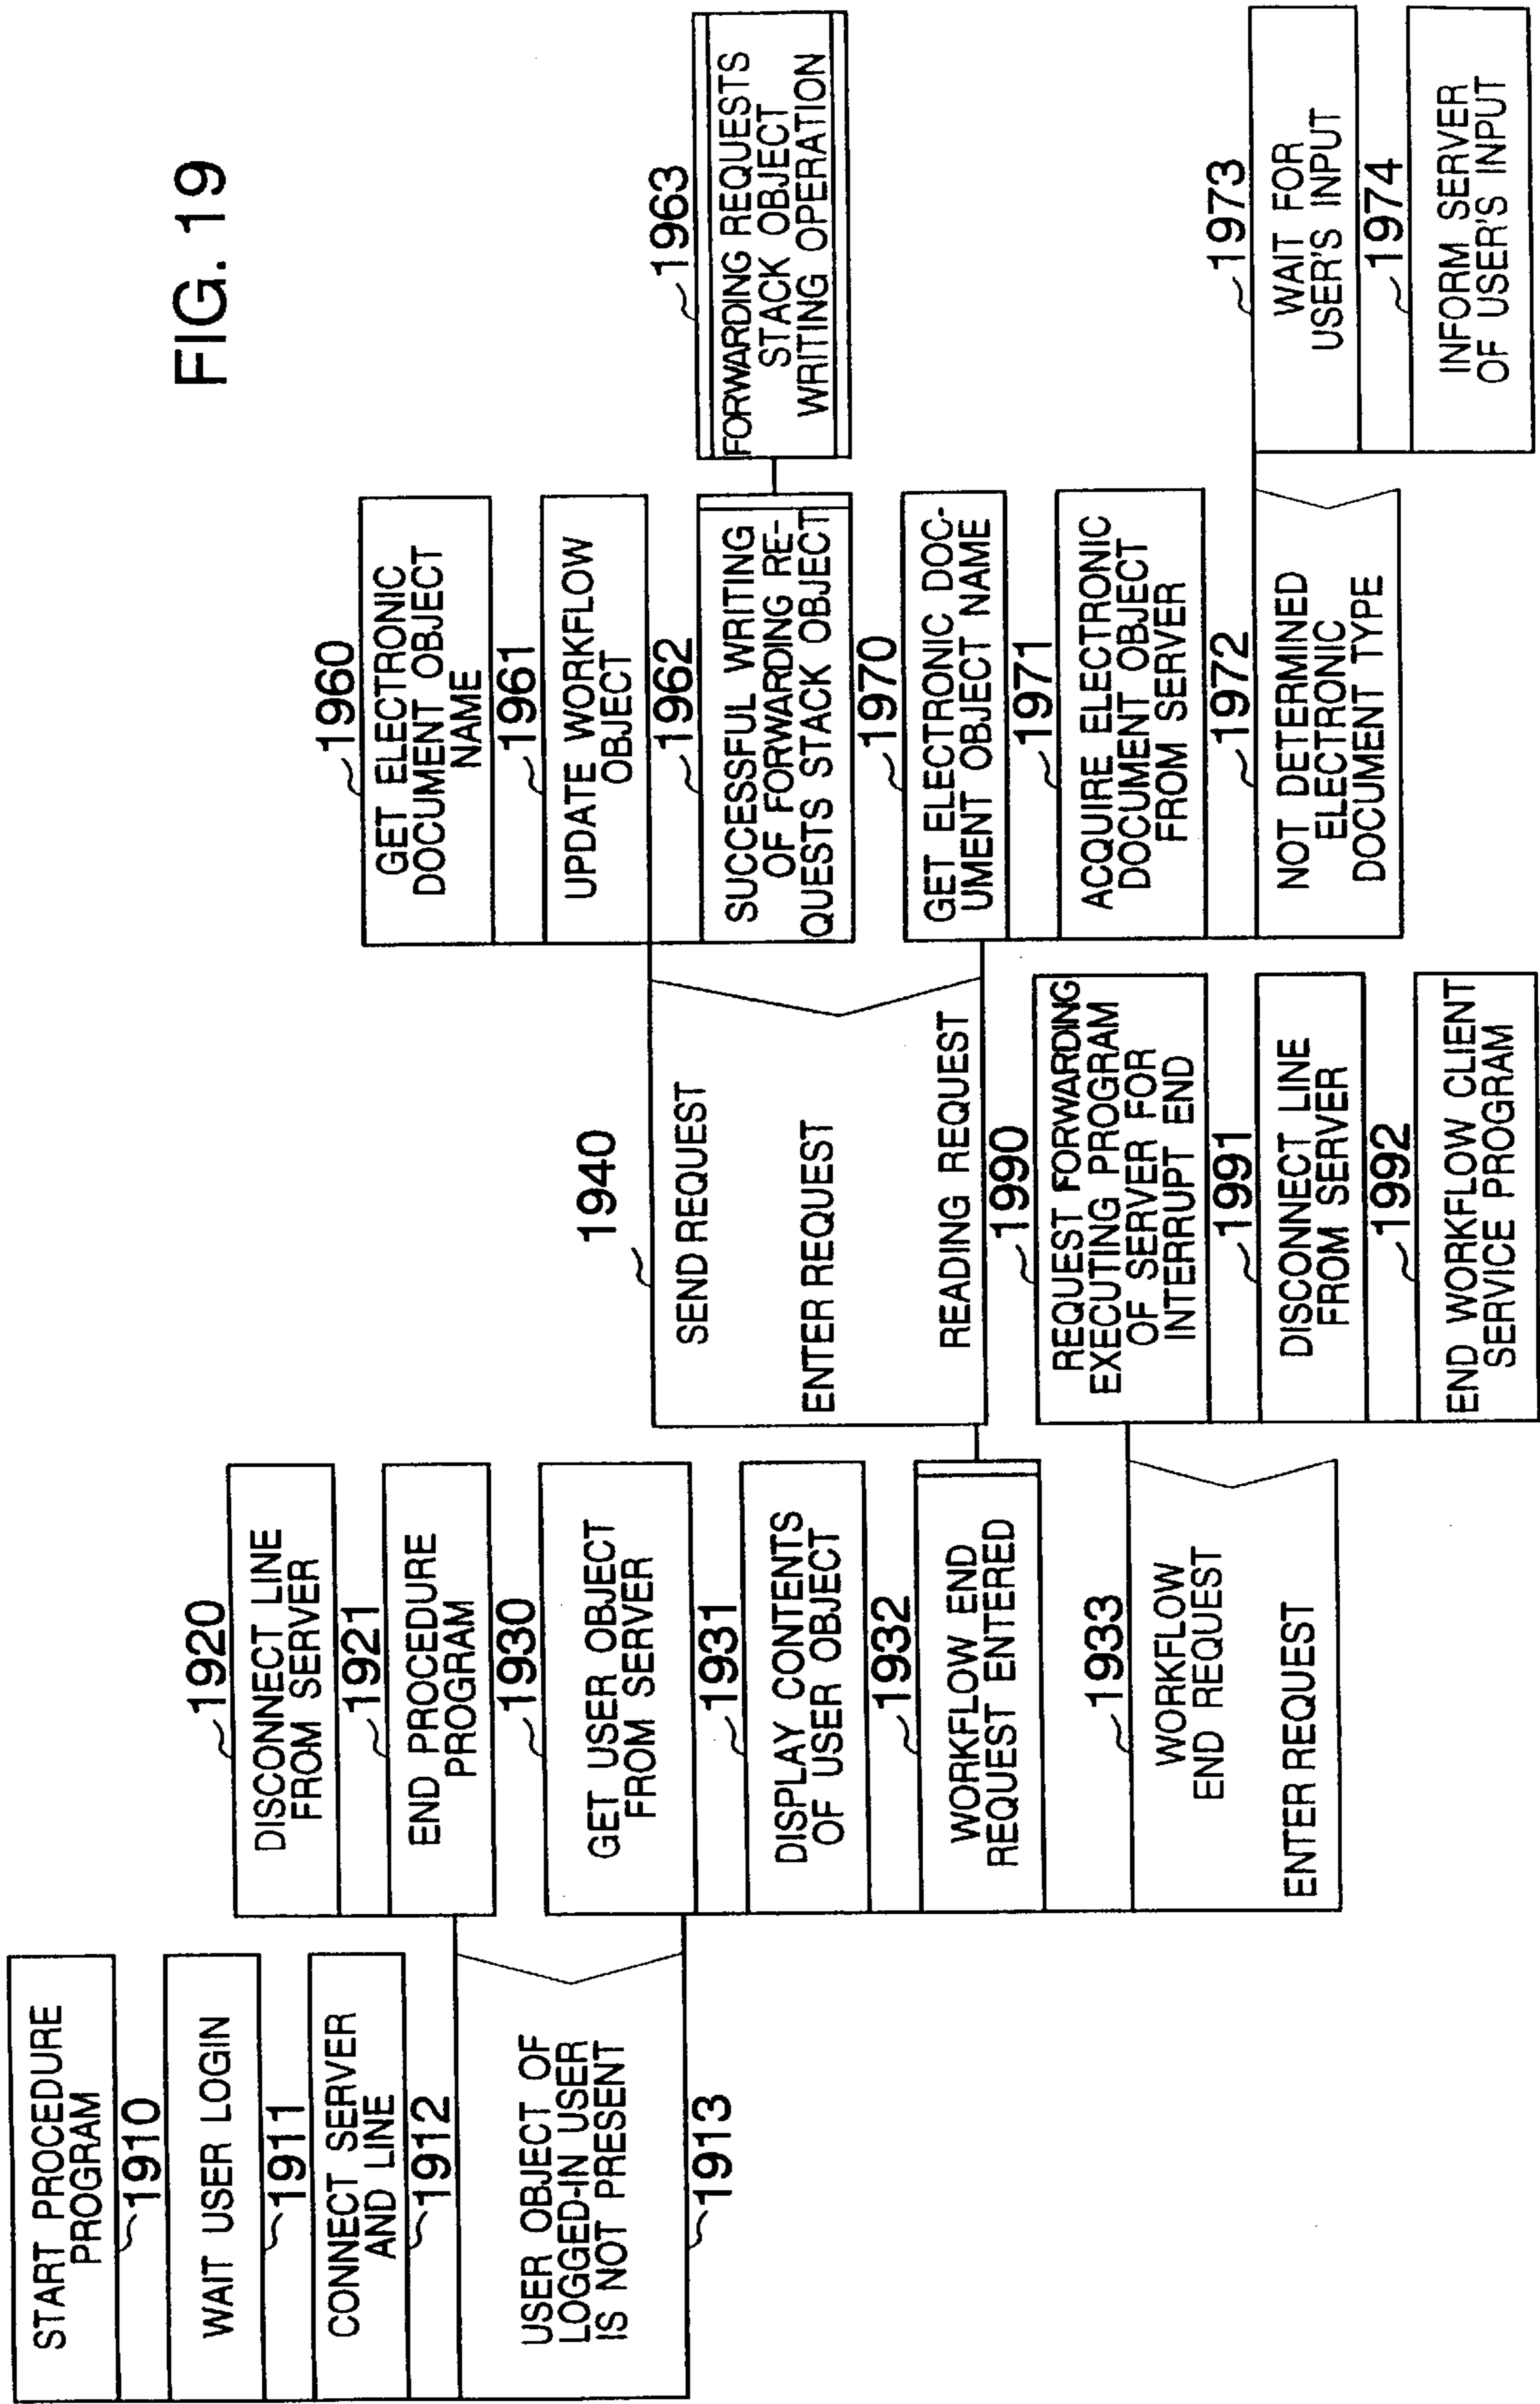 FIG. 19
START PROCEDURE
PROGRAM
1910
WAIT USER LOGIN
1911
CONNECT SERVER
AND LINE
1912
USER OBJECT OF
LOGGED-IN USER
IS NOT PRESENT
1913
1920
DISCONNECT LINE
FROM SERVER
1921
END PROCEDURE
PROGRAM
1930
GET USER OBJECT
FROM SERVER
1931
DISPLAY CONTENTS
OF USER OBJECT
1932
WORKFLOW END
REQUEST ENTERED
1933
WORKFLOW
END REQUEST
ENTER REQUEST
1940
SEND REQUEST
ENTER REQUEST
READING REQUEST
1990
REQUEST FORWARDING
EXECUTING PROGRAM
OF SERVER FOR
INTERRUPT END
1991
DISCONNECT LINE
FROM SERVER
1992
END WORKFLOW CLIENT
SERVICE PROGRAM
1960
GET ELECTRONIC
DOCUMENT OBJECT
NAME
1961
UPDATE WORKFLOW
OBJECT
1962
SUCCESSFUL WRITING
OF FORWARDING RE-
QUESTS STACK OBJECT
1970
GET ELECTRONIC DOC-
UMENT OBJECT NAME
1971
ACQUIRE ELECTRONIC
DOCUMENT OBJECT
FROM SERVER
1972
NOT DETERMINED
ELECTRONIC
DOCUMENT TYPE
1963
FORWARDING REQUESTS
STACK OBJECT
WRITING OPERATION
1973
WAIT FOR
USER'S INPUT
1974
INFORM SERVER
OF USER'S INPUT